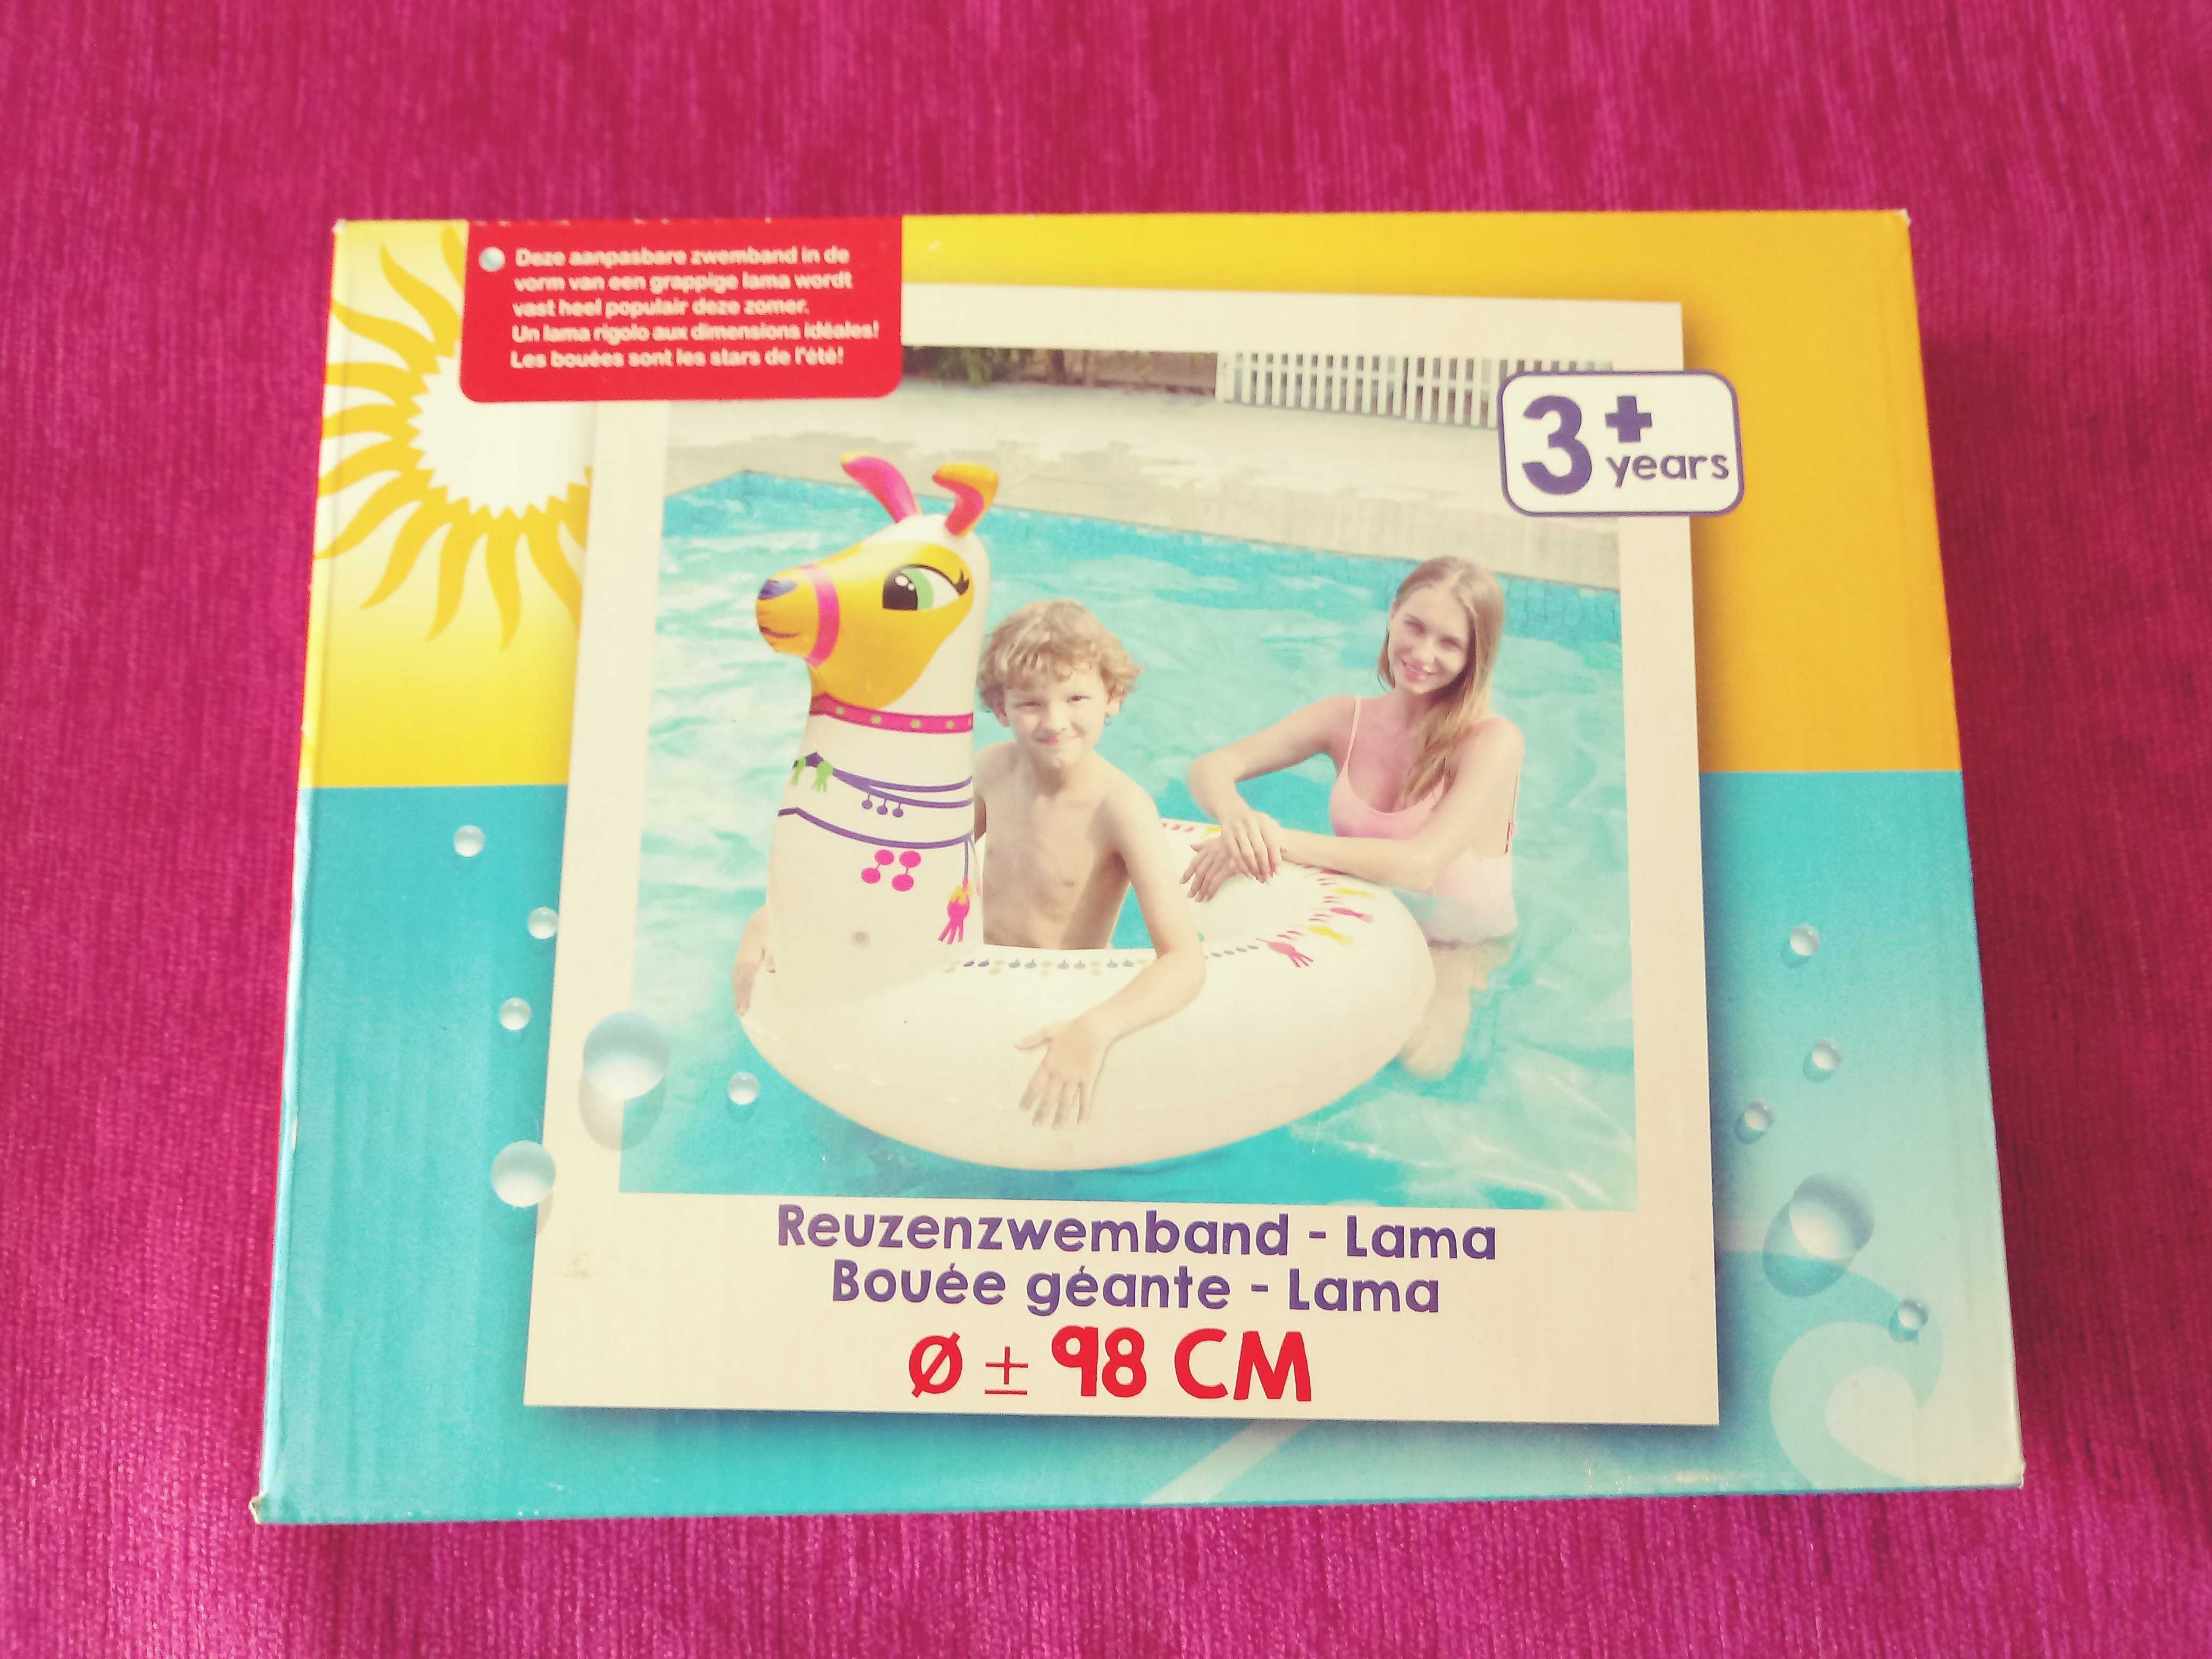 Deze aanpasbare zwemband in de
vorm van een grappige lama wordt
vast heel populair deze zomer.
Un lama rigolo aux dimensions idéales!
Les bouées sont les stars de l'été!
3+
years
Reuzenzwemband - Lama
Bouée géante - Lama
Ø ± 98 CM